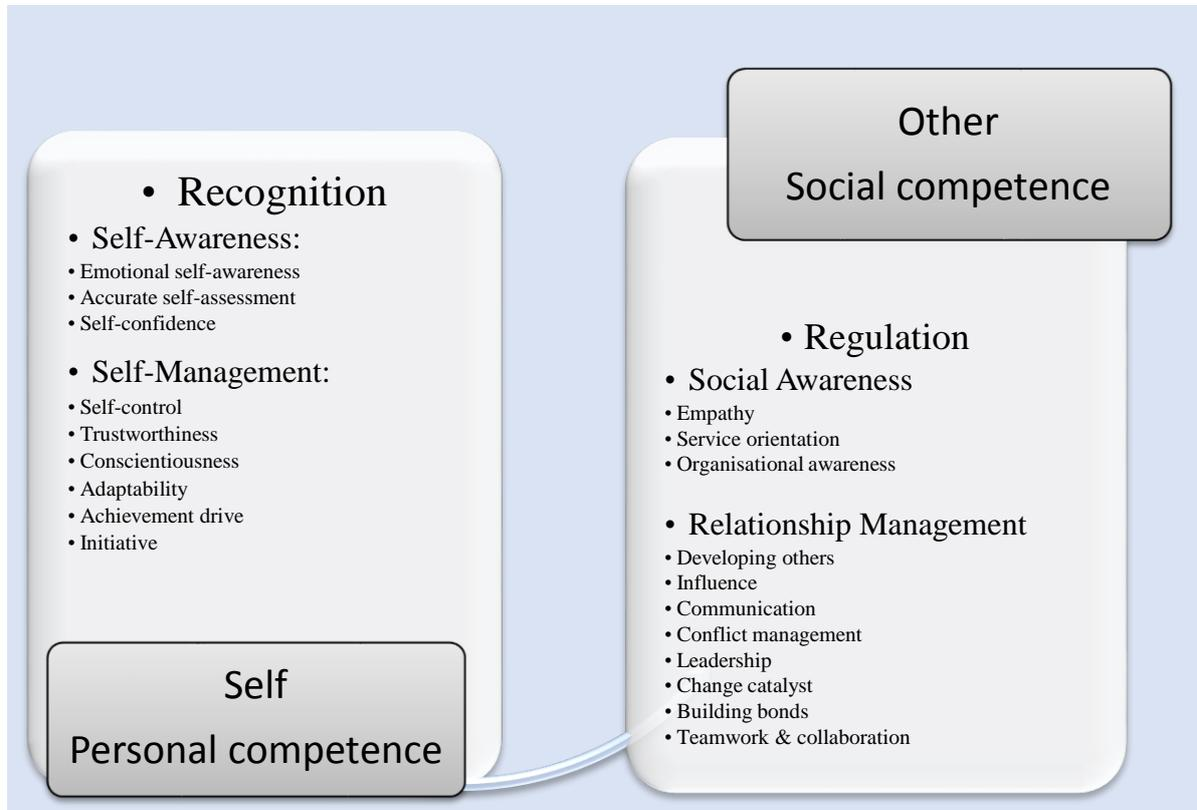 • Recognition
• Self-Awareness:
• Emotional self-awareness
• Accurate self-assessment
• Self-confidence
• Self-Management:
• Self-control
• Trustworthiness
• Conscientiousness
• Adaptability
• Achievement drive
• Initiative
Self
Personal competence
Other
Social competence
• Regulation
• Social Awareness
• Empathy
• Service orientation
• Organisational awareness
• Relationship Management
• Developing others
• Influence
• Communication
• Conflict management
• Leadership
• Change catalyst
• Building bonds
• Teamwork & collaboration